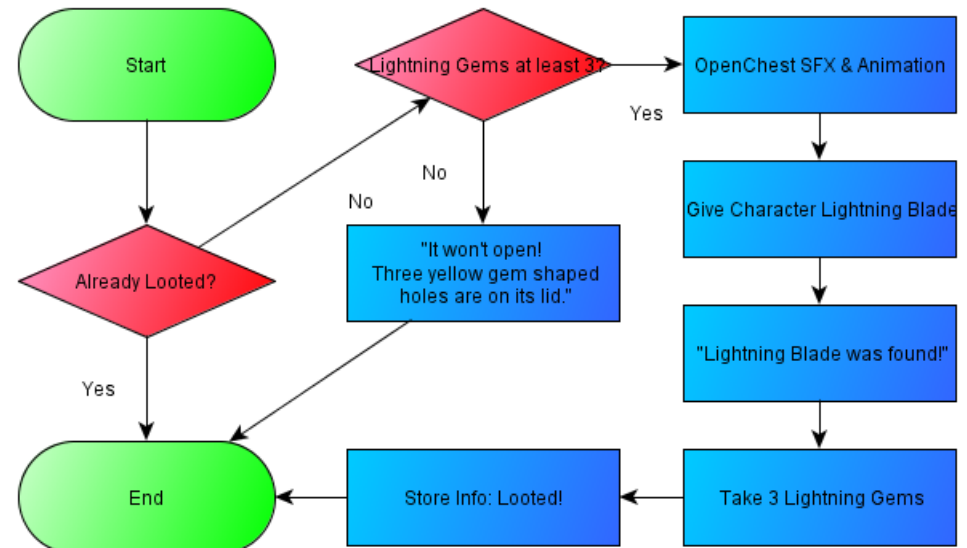 Start
Lightning Gems at least 3?
OpenChest SFX & Animation
Yes
No
No
Give Character Lightning Blade
Already Looted?
"It won't open!
Three yellow gem shaped
holes are on its lid."
"Lightning Blade was found!"
Yes
End
Store Info: Looted!
Take 3 Lightning Gems